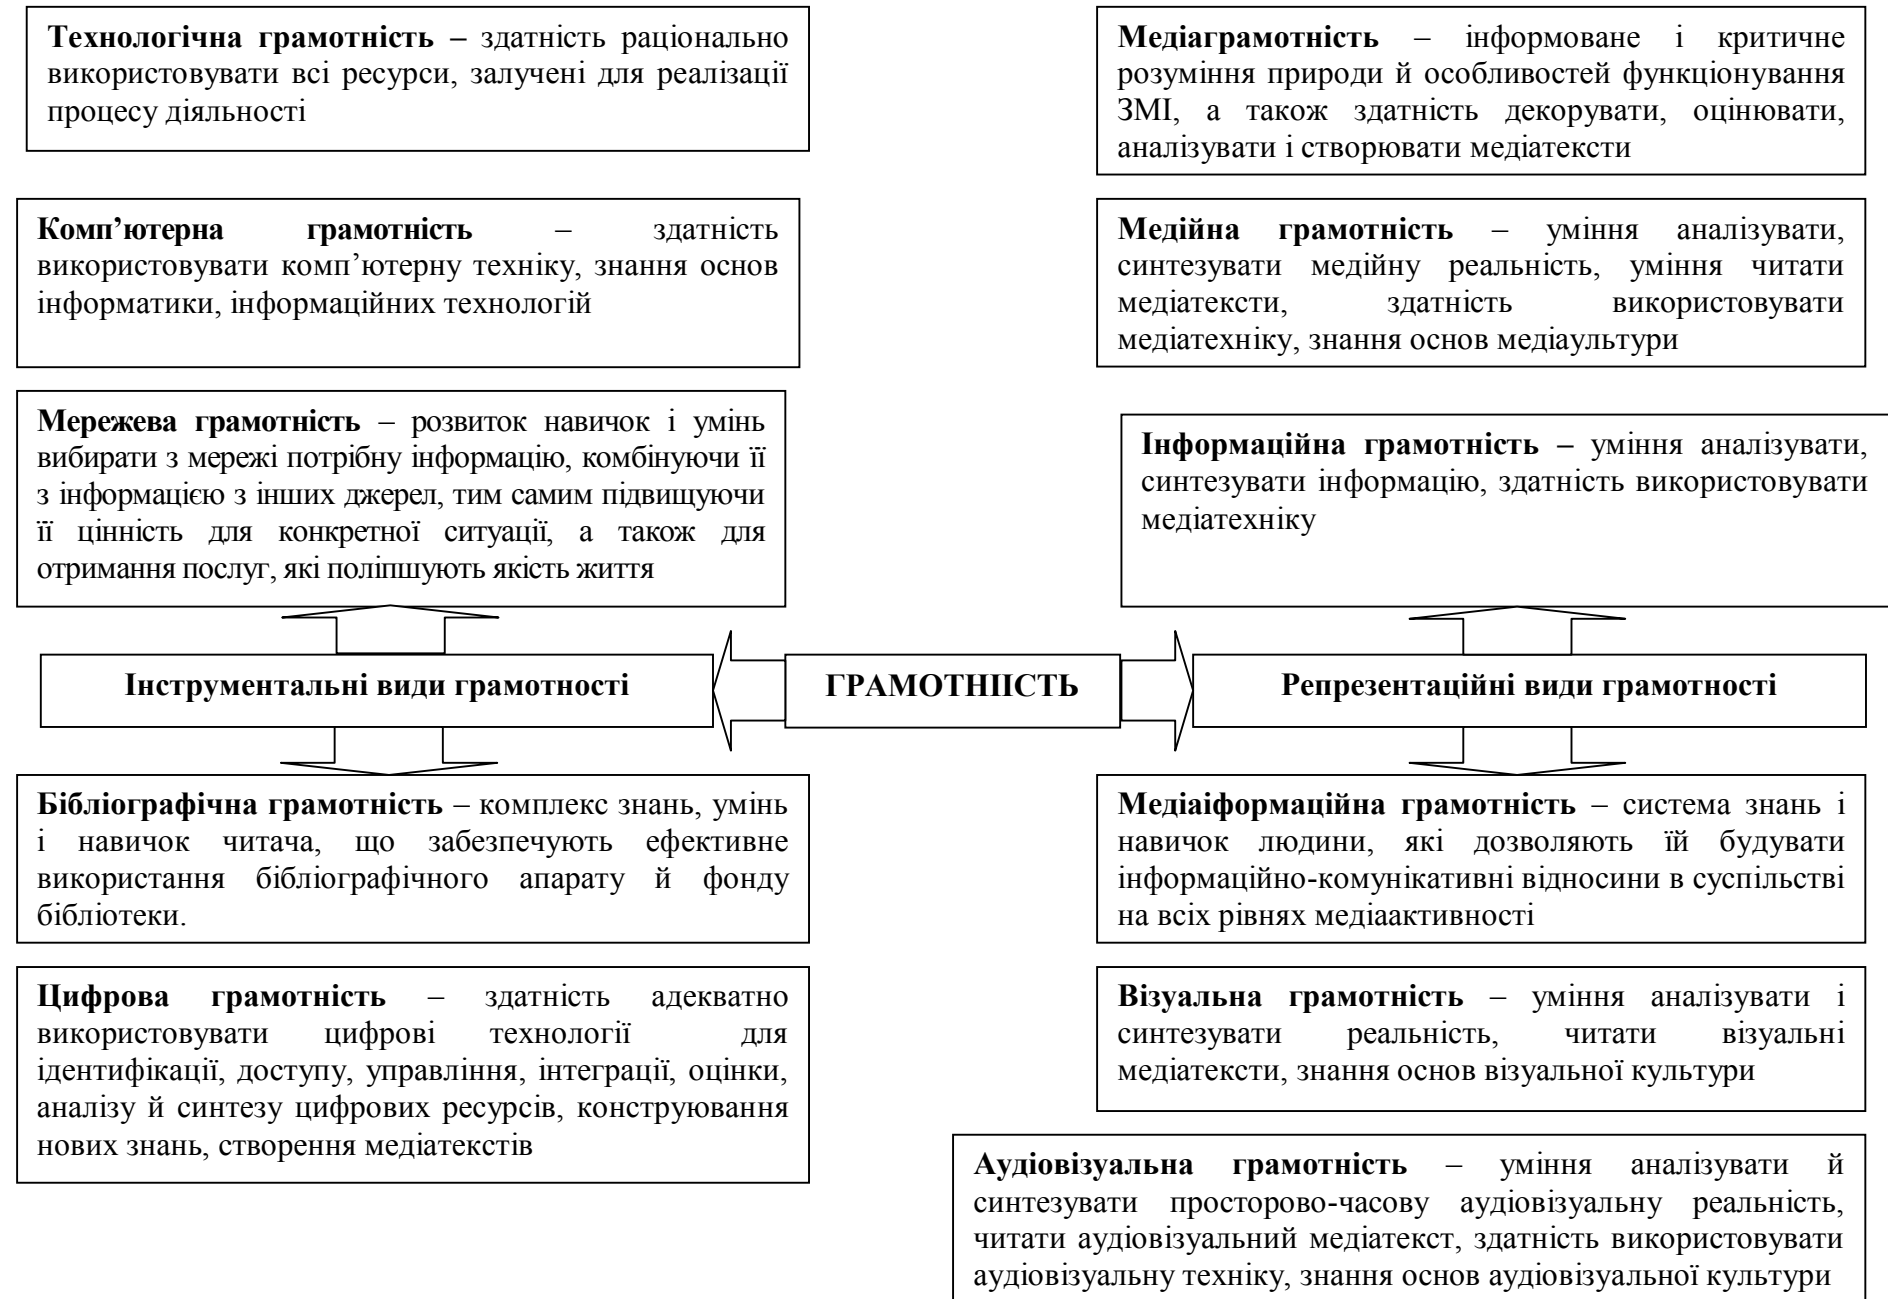 Технологічна грамотність – здатність раціонально
використовувати всі ресурси, залучені для реалізації
процесу діяльності
Комп’ютерна грамотність – здатність
використовувати комп’ютерну техніку, знання основ
інформатики, інформаційних технологій
Мережева грамотність – розвиток навичок і умінь
вибирати з мережі потрібну інформацію, комбінуючи її
з інформацією з інших джерел, тим самим підвищуючи
її цінність для конкретної ситуації, а також для
отримання послуг, які поліпшують якість життя
Медіаграмотність – інформоване і критичне
розуміння природи й особливостей функціонування
ЗМІ, а також здатність декорувати, оцінювати,
аналізувати і створювати медіатексти
Медійна грамотність – уміння аналізувати,
синтезувати медійну реальність, уміння читати
медіатексти, здатність використовувати
медіатехніку, знання основ медіаультури
Інформаційна грамотність – уміння аналізувати,
синтезувати інформацію, здатність використовувати
медіатехніку
Інструментальні види грамотності
ГРАМОТНІІСТЬ
Репрезентаційні види грамотності
Бібліографічна грамотність – комплекс знань, умінь
і навичок читача, що забезпечують ефективне
використання бібліографічного апарату й фонду
бібліотеки.
Цифрова грамотність – здатність адекватно
використовувати цифрові технології для
ідентифікації, доступу, управління, інтеграції, оцінки,
аналізу й синтезу цифрових ресурсів, конструювання
нових знань, створення медіатекстів
Медіаіформаційна грамотність – система знань і
навичок людини, які дозволяють їй будувати
інформаційно-комунікативні відносини в суспільстві
на всіх рівнях медіаактивності
Візуальна грамотність – уміння аналізувати і
синтезувати реальність, читати візуальні
медіатексти, знання основ візуальної культури
Аудіовізуальна грамотність – уміння аналізувати й
синтезувати просторово-часову аудіовізуальну реальність,
читати аудіовізуальний медіатекст, здатність використовувати
аудіовізуальну техніку, знання основ аудіовізуальної культури